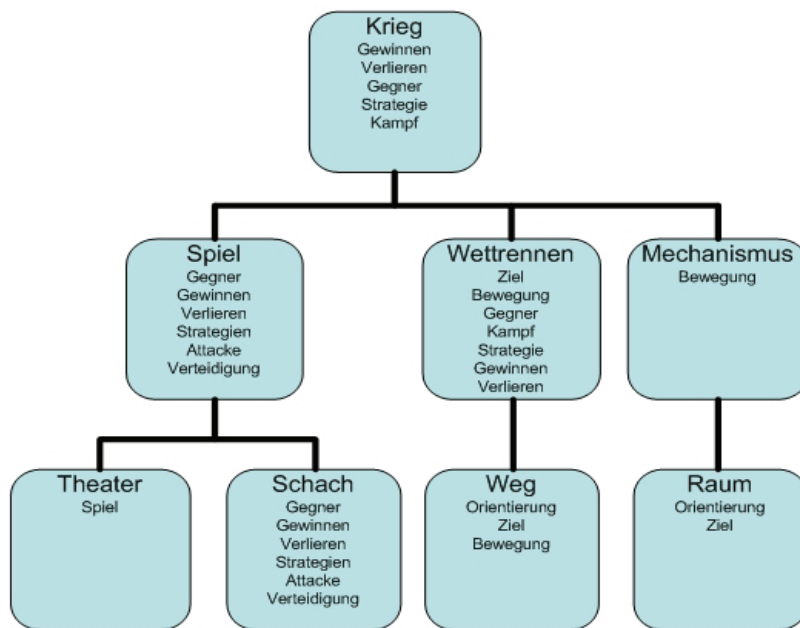 Krieg
Gewinnen
Verlieren
Gegner
Strategie
Kampf
Spiel
Gegner
Gewinnen
Verlieren
Strategien
Attacke
Verteidigung
Wettrennen
Ziel
Bewegung
Gegner
Kampf
Strategie
Gewinnen
Verlieren
Mechanismus
Bewegung
Theater
Spiel
Schach
Gegner
Gewinnen
Verlieren
Strategien
Attacke
Verteidigung
Weg
Orientierung
Ziel
Bewegung
Raum
Orientierung
Ziel